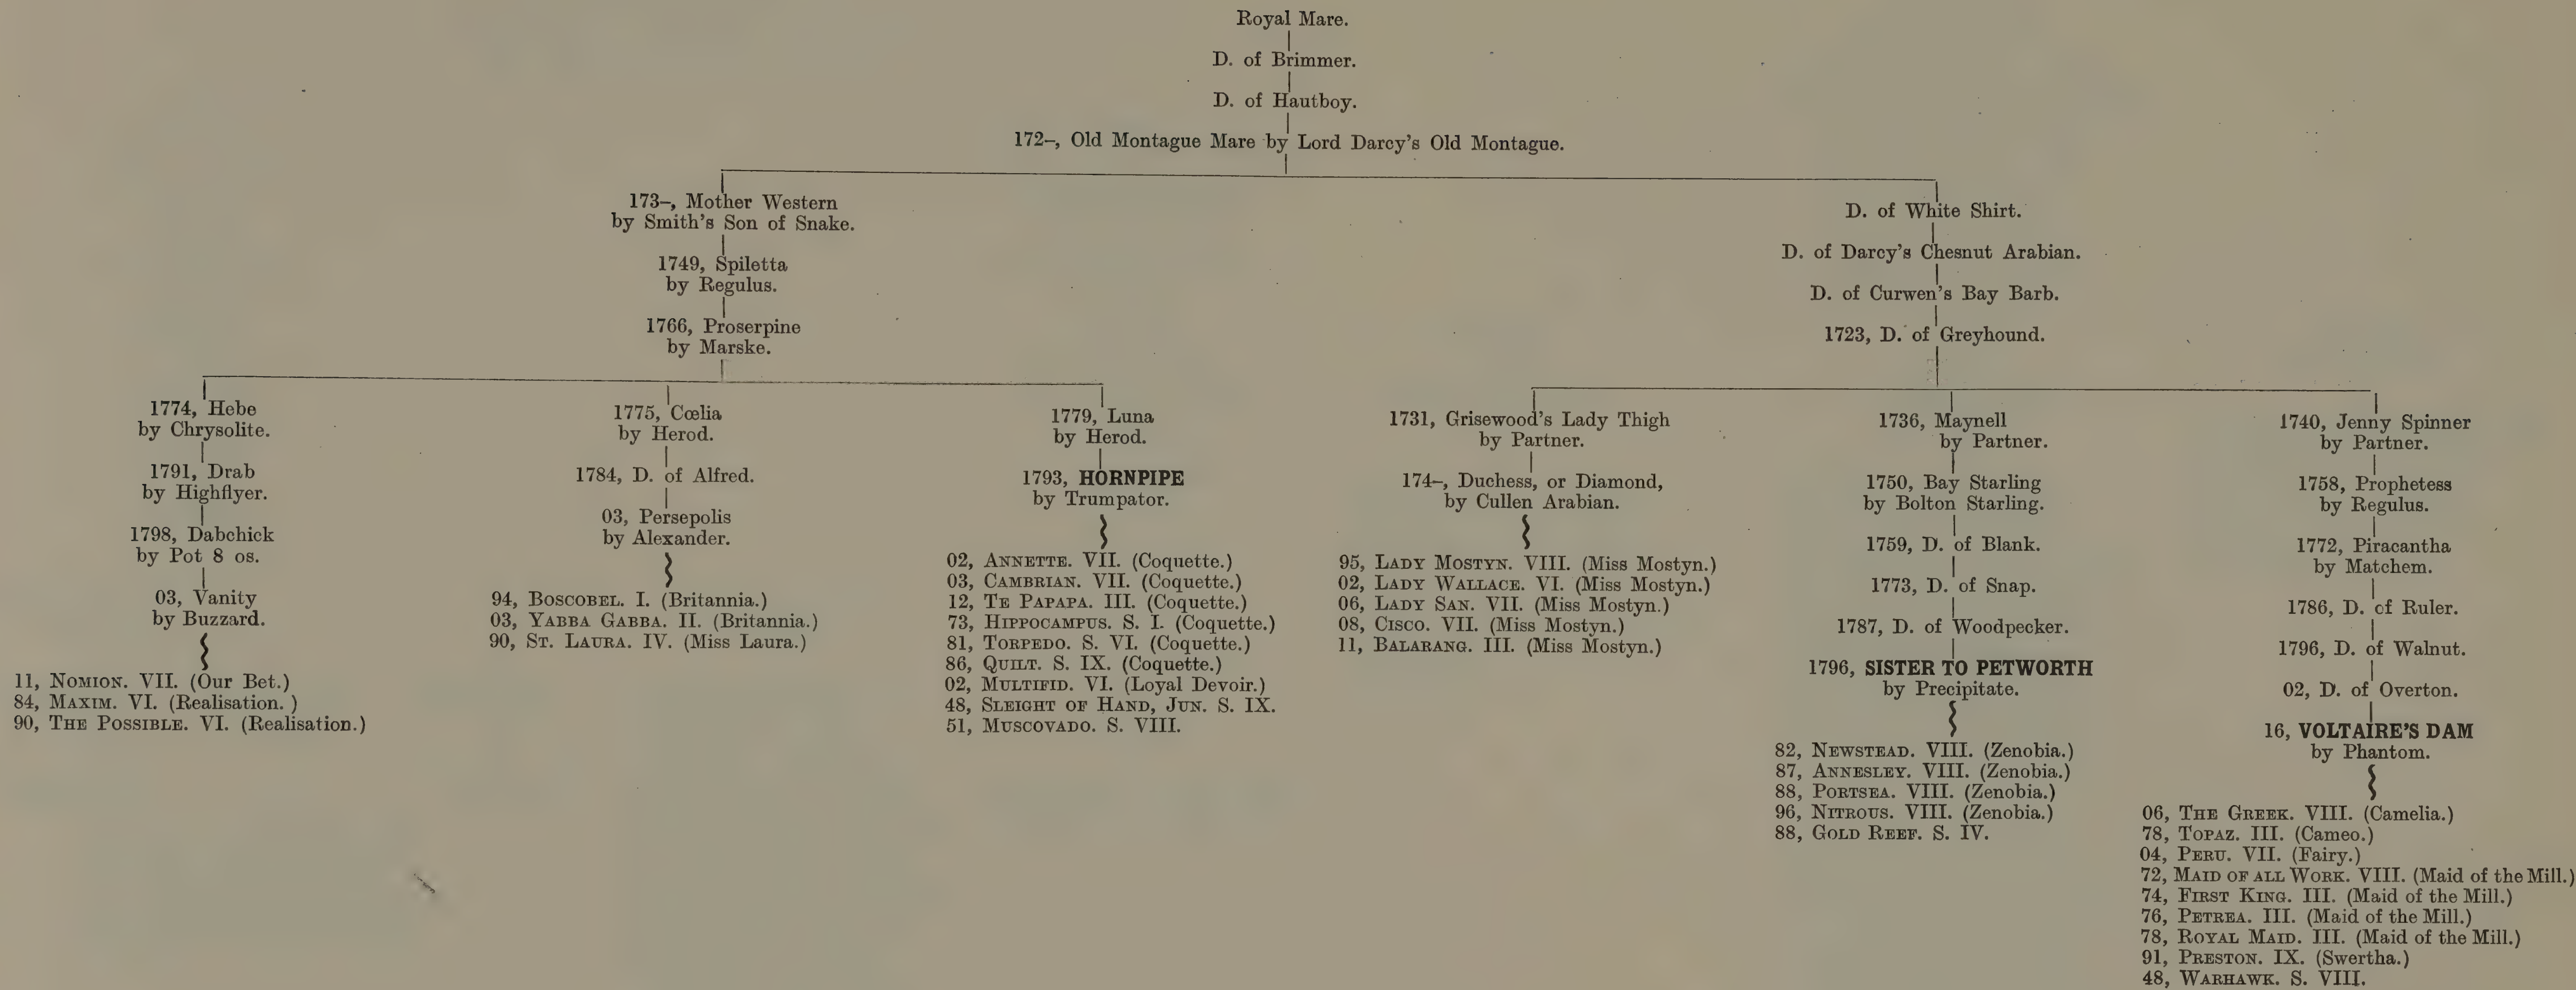 Royal Mare.
D. of Brimmer.
D. of Hautboy.
172–, Old Montague Mare by Lord Darcy's Old Montague.
173–, Mother Western
by Smith's Son of Snake.
1749, Spiletta
by Regulus.
1766, Proserpine
by Marske.
D. of White Shirt.
D. of Darcy's Chesnut Arabian.
D. of Curwen's Bay Barb.
1723, D. of Greyhound.
1774, Hebe
by Chrysolite.
1791, Drab
by Highflyer.
1798, Dabchick
by Pot 8 os.
03, Vanity
by Buzzard.
11, NOMION. VII. (Our Bet.)
84, MAXIM. VI. (Realisation. )
90, THE POSSIBLE. VI. (Realisation.)
1775, Cœlia
by Herod.
1784, D. of Alfred.
03, Persepolis
by Alexander.
94, BOSCOBEL. I. (Britannia.)
03, YABBA GABBA. II. (Britannia.)
90, ST. LAURA. IV. (Miss Laura.)
1779, Luna
by Herod.
1793, HORNPIPE
by Trumpator.
02, ANNETTE. VII. (Coquette.)
03, CAMBRIAN. VII. (Coquette.)
12, TE PAPAPA. III. (Coquette.)
73, HIPPOCAMPUS. S. I. (Coquette.)
81, TORPEDO. S. VI. (Coquette.)
86, QUILT. S. IX. (Coquette.)
02, MULTIFID. VI. (Loyal Devoir.)
48, SLEIGHT OF HAND, JUN. S. IX.
51, MUSCOVADO. S. VIII.
1731, Grisewood's Lady Thigh
by Partner.
174–, Duchess, or Diamond,
by Cullen Arabian.
95, LADY MOSTYN. VIII. (Miss Mostyn.)
02, LADY WALLACE. VI. (Miss Mostyn.)
06, LADY SAN. VII. (Miss Mostyn.)
08, CISCO. VII. (Miss Mostyn.)
11, BALARANG. III. (Miss Mostyn.)
1736, Maynell
by Partner.
1750, Bay Starling
by Bolton Starling.
1759, D. of Blank.
1773, D. of Snap.
1787, D. of Woodpecker.
1796, SISTER TO PETWORTH
by Precipitate.
82, NEWSTEAD. VIII. (Zenobia.)
87, ANNESLEY. VIII. (Zenobia.)
88, PORTSEA. VIII. (Zenobia.)
96, NITROUS. VIII. (Zenobia.)
88, GOLD REEF. S. IV.
1740, Jenny Spinner
by Partner.
1758, Prophetess
by Regulus.
1772, Piracantha
by Matchem.
1786, D. of Ruler.
1796, D. of Walnut.
02, D. of Overton.
16, VOLTAIRE'S DAM
by Phantom.
06, THE GREEK. VIII. (Camelia.)
78, TOPAZ. III. (Cameo.)
04, PERU. VII. (Fairy.)
72, MAID OF ALL WORK. VIII. (Maid of the Mill.)
74, FIRST KING. III. (Maid of the Mill.)
76, PETREA. III. (Maid of the Mill.)
78, ROYAL MAID. III. (Maid of the Mill.)
91, PRESTON. IX. (Swertha.)
48, WARHAWK. S. VIII.